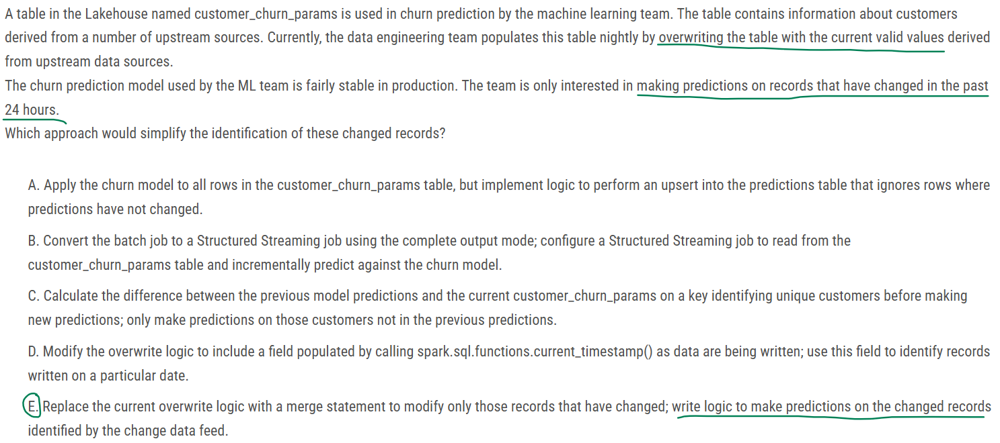 A table in the Lakehouse named customer_churn_params is used in churn prediction by the machine learning team. The table contains information about customers
derived from a number of upstream sources. Currently, the data engineering team populates this table nightly by overwriting the table with the current valid values derived
from upstream data sources.
The churn prediction model used by the ML team is fairly stable in production. The team is only interested in making predictions on records that have changed in the past
24 hours.
Which approach would simplify the identification of these changed records?
A. Apply the churn model to all rows in the customer_churn_params table, but implement logic to perform an upsert into the predictions table that ignores rows where
predictions have not changed.
B. Convert the batch job to a Structured Streaming job using the complete output mode; configure a Structured Streaming job to read from the
customer_churn_params table and incrementally predict against the churn model.
C. Calculate the difference between the previous model predictions and the current customer_churn_params on a key identifying unique customers before making
new predictions; only make predictions on those customers not in the previous predictions.
D. Modify the overwrite logic to include a field populated by calling spark.sql.functions.current_timestamp() as data are being written; use this field to identify records
written on a particular date.
E. Replace the current overwrite logic with a merge statement to modify only those records that have changed; write logic to make predictions on the changed records
identified by the change data feed.